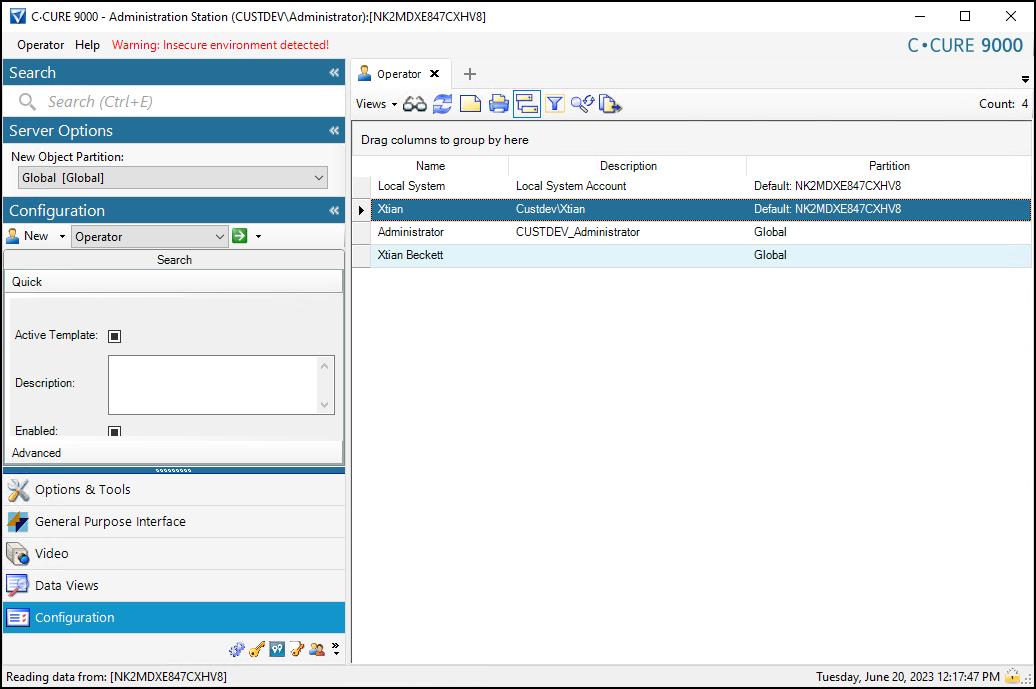 C•CURE 9000 - Administration Station (CUSTDEV\Administrator):[NK2MDXE847CXHV8]
Operator Help Warning: Insecure environment detected!
C•CURE 9000
Search
Search (Ctrl+E)
Server Options
New Object Partition:
Global [Global]
Configuration
New Operator
Search
Quick
Active Template:
Description:
Enabled:
Advanced
Options & Tools
General Purpose Interface
Video
Data Views
Configuration
Operator
Views
Count: 4
Drag columns to group by here
Name Description Partition
Local System Local System Account Default: NK2MDXE847CXHV8
Xtian Custdev\Xtian Default: NK2MDXE847CXHV8
Administrator CUSTDEV_Administrator Global
Xtian Beckett Global
Reading data from: [NK2MDXE847CXHV8]
Tuesday, June 20, 2023 12:17:47 PM